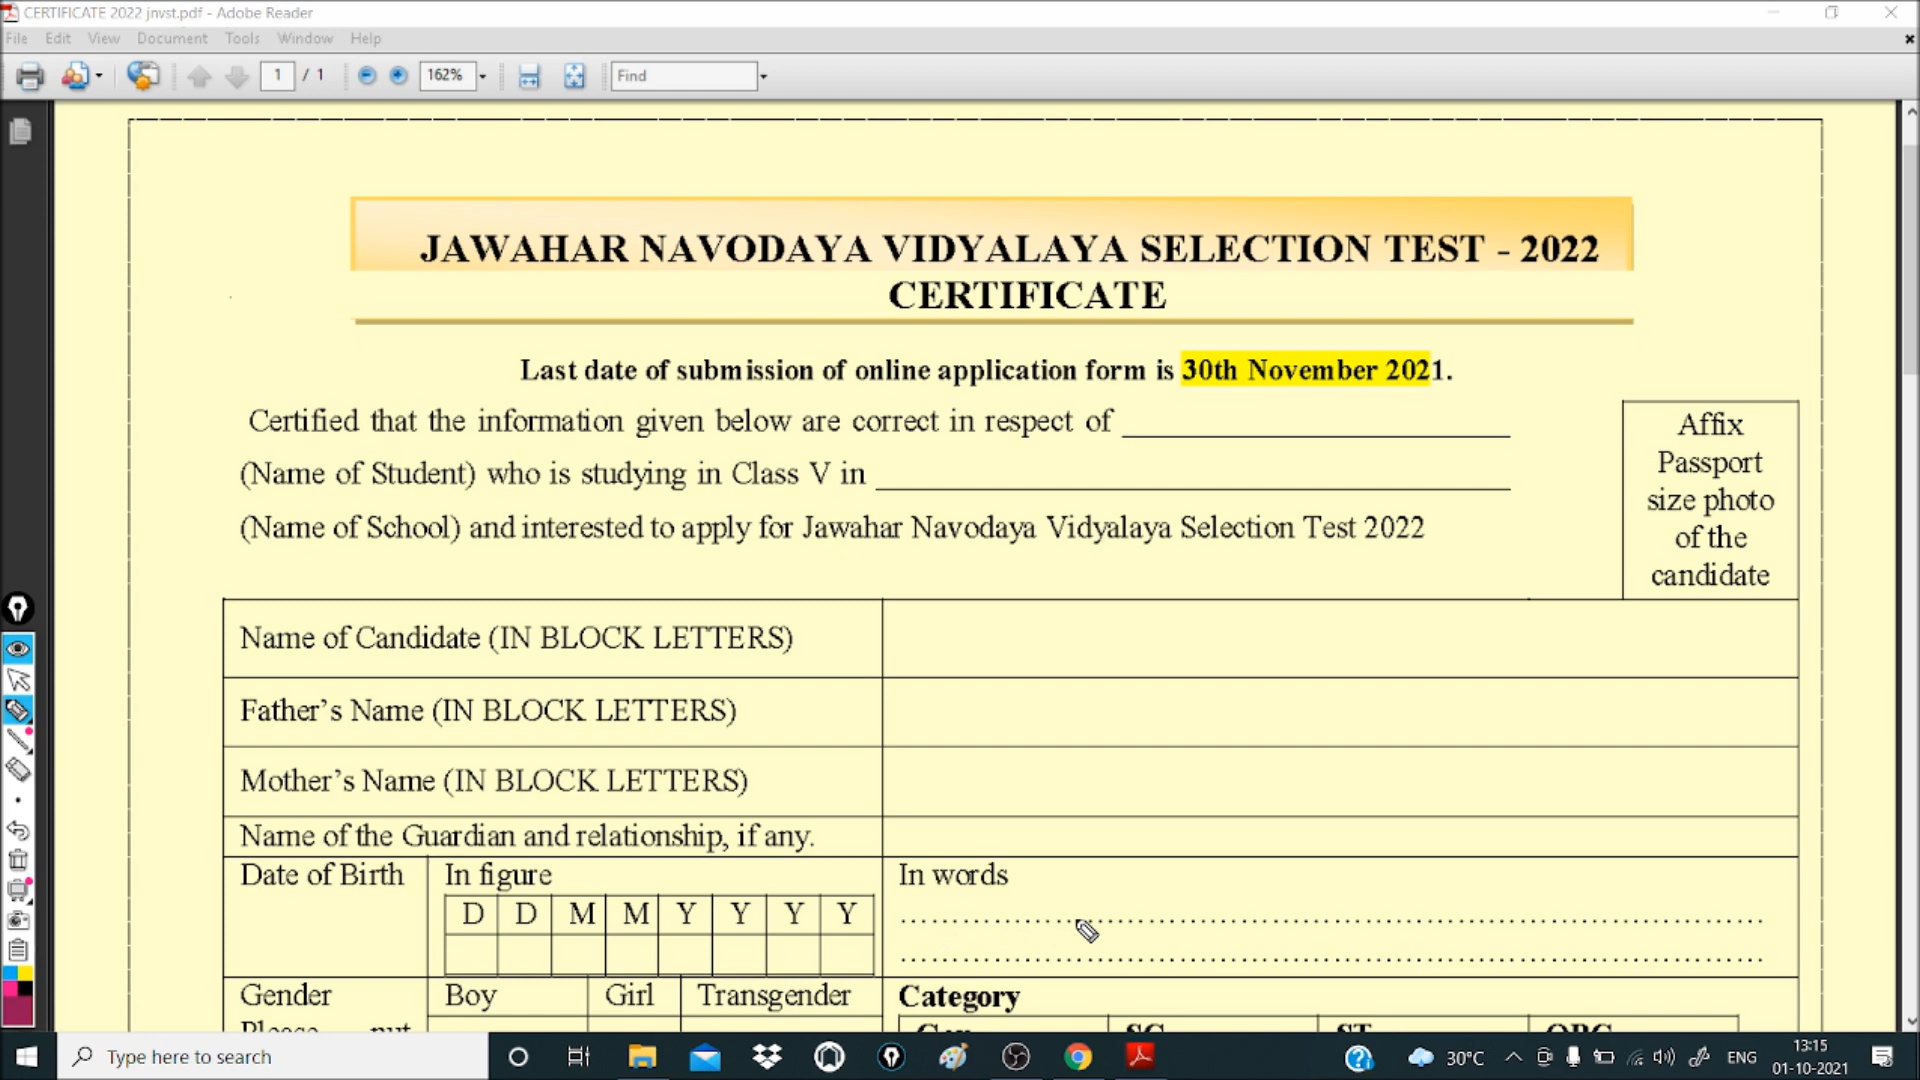 CERTIFICATE 2022 jnvst.pdf - Adobe Reader
File Edit View Document Tools Window Help
1 / 1 162% Find
JAWAHAR NAVODAYA VIDYALAYA SELECTION TEST - 2022
CERTIFICATE
Last date of submission of online application form is 30th November 2021.
Certified that the information given below are correct in respect of
(Name of Student) who is studying in Class V in
(Name of School) and interested to apply for Jawahar Navodaya Vidyalaya Selection Test 2022
Affix
Passport
size photo
of the
candidate
Name of Candidate (IN BLOCK LETTERS)
Father's Name (IN BLOCK LETTERS)
Mother's Name (IN BLOCK LETTERS)
Name of the Guardian and relationship, if any.
Date of Birth In figure In words
D D M M Y Y Y Y
Gender Boy Girl Transgender Category
Please put
SC ST OBC
Type here to search
30°C ENG
13:15
01-10-2021